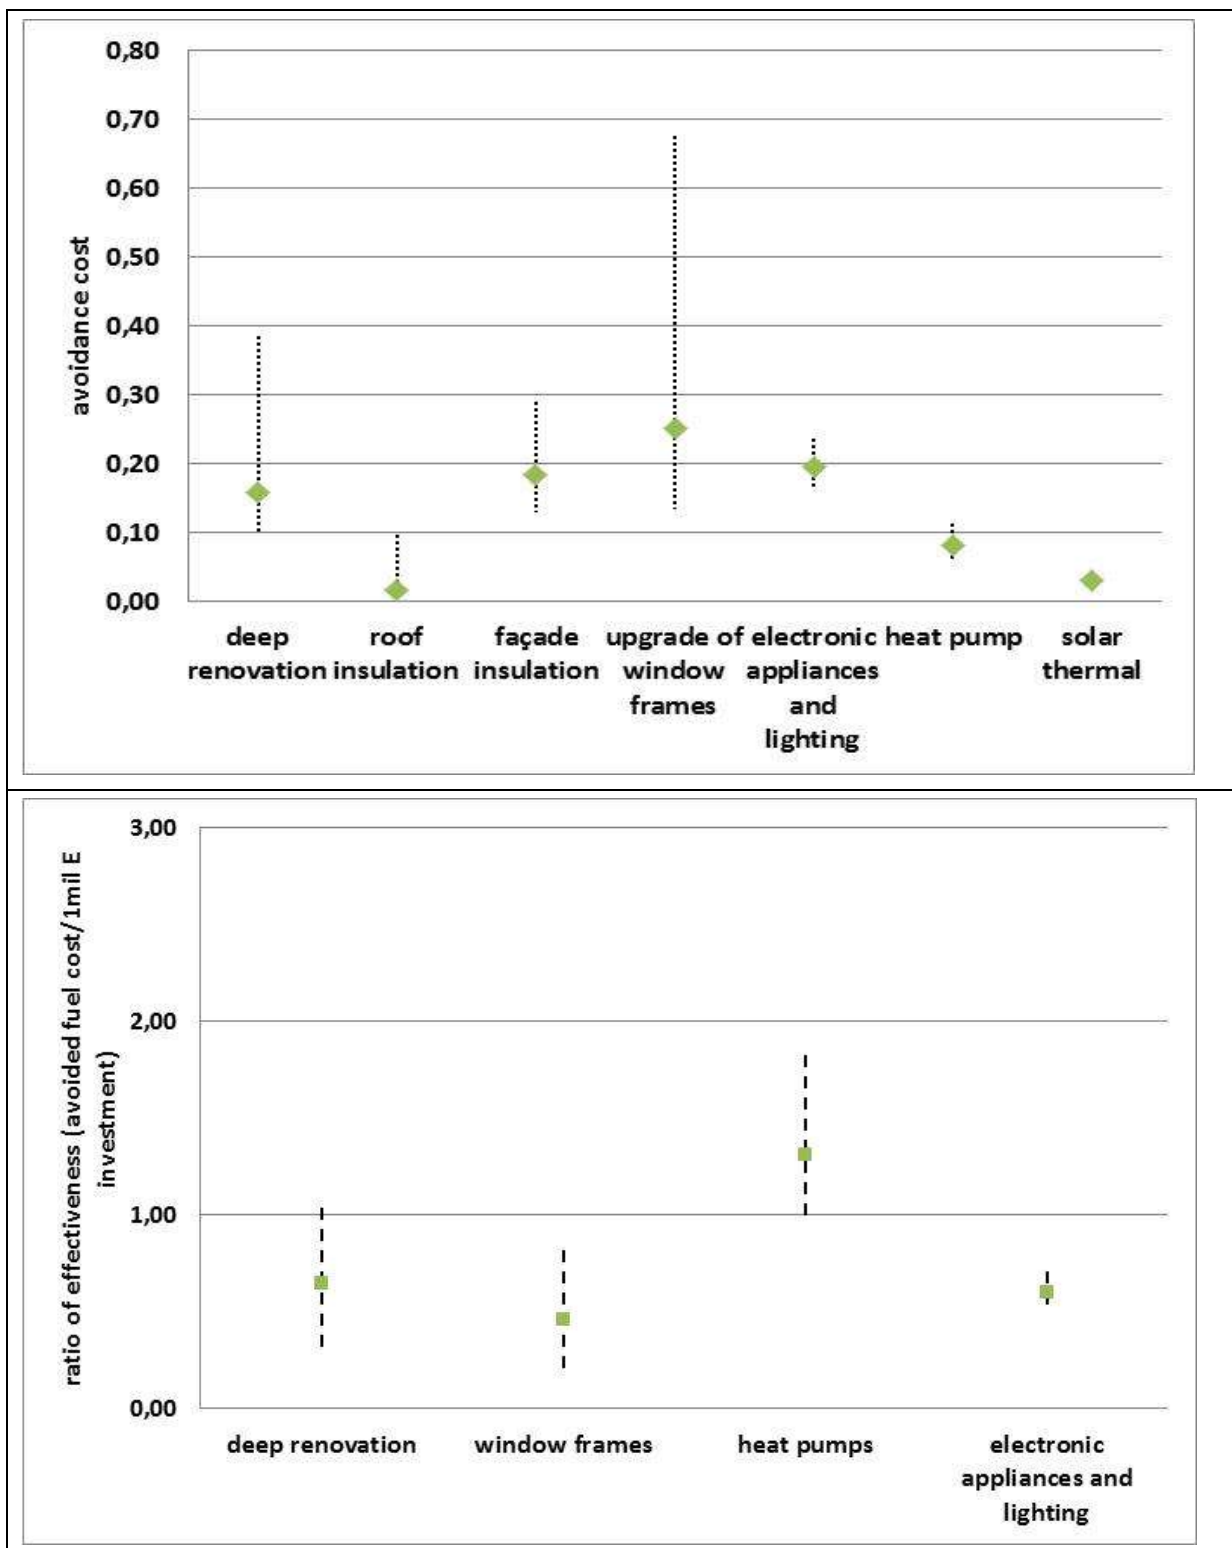 0,80
0,70
0,60
0,50
0,40
0,30
0,20
0,10
0,00
avoidance cost
deep
renovation
roof
insulation
façade
insulation
upgrade of
window
frames
electronic
appliances
and
lighting
heat pump
solar
thermal
3,00
2,00
1,00
0,00
ratio of effectiveness (avoided fuel cost/1mil E
investment)
deep renovation
window frames
heat pumps
electronic
appliances and
lighting